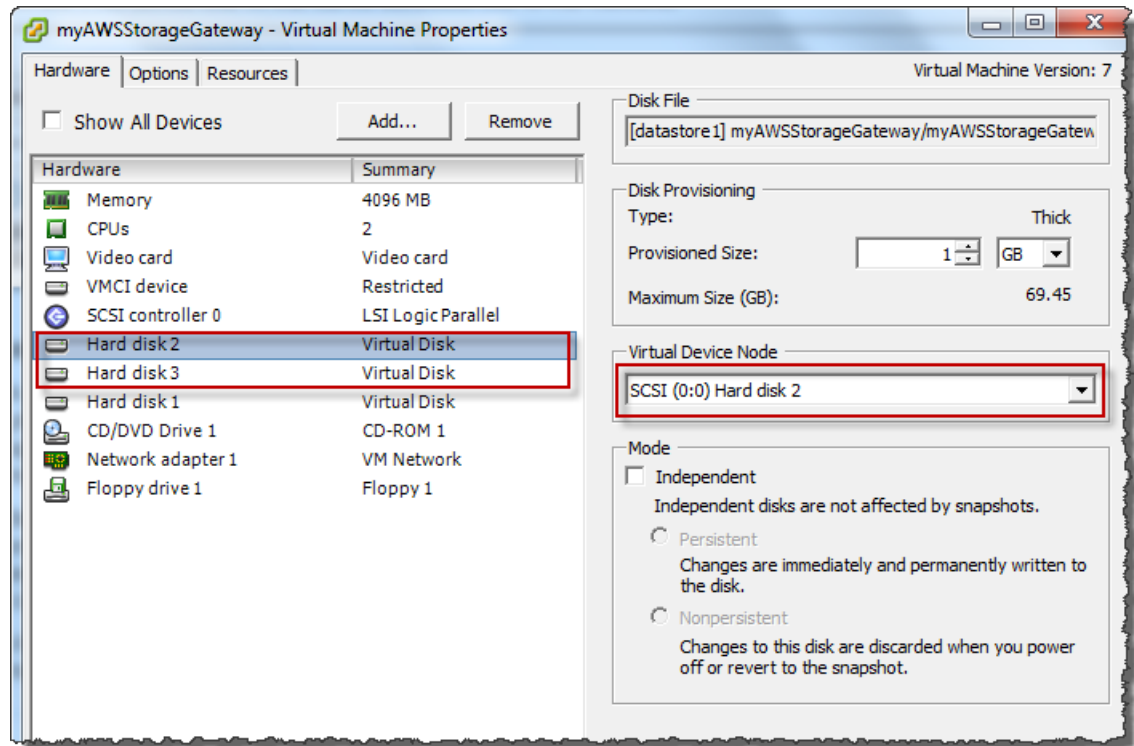 myAWSStorageGateway - Virtual Machine Properties
Hardware Options Resources
Virtual Machine Version: 7
Show All Devices
Add...
Remove
Hardware Summary
Memory 4096 MB
CPUs 2
Video card Video card
VMCI device Restricted
SCSI controller 0 LSI Logic Parallel
Hard disk 2 Virtual Disk
Hard disk 3 Virtual Disk
Hard disk 1 Virtual Disk
CD/DVD Drive 1 CD-ROM 1
Network adapter 1 VM Network
Floppy drive 1 Floppy 1
Disk File
[datastore1] myAWSStorageGateway/myAWSStorageGatew
Disk Provisioning
Type: Thick
Provisioned Size: 1 GB
Maximum Size (GB): 69.45
Virtual Device Node
SCSI (0:0) Hard disk 2
Mode
Independent
Independent disks are not affected by snapshots.
Persistent
Changes are immediately and permanently written to
the disk.
Nonpersistent
Changes to this disk are discarded when you power
off or revert to the snapshot.